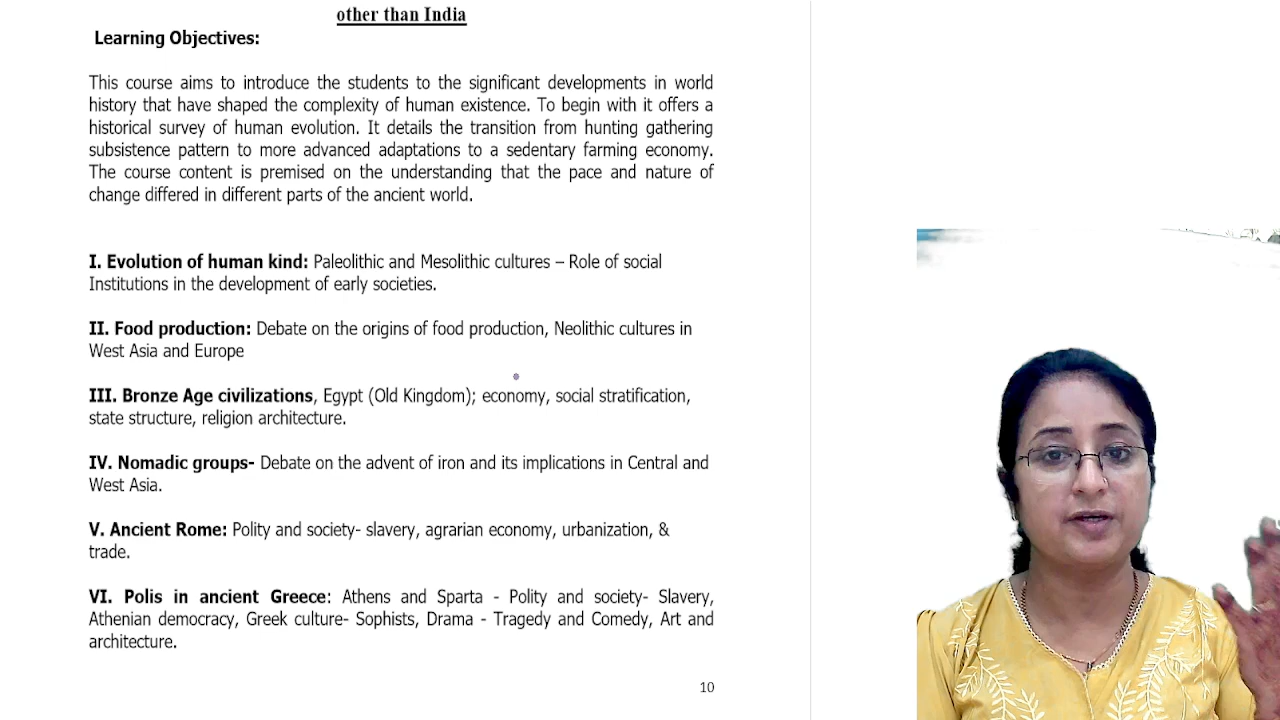 other than India
Learning Objectives:
This course aims to introduce the students to the significant developments in world
history that have shaped the complexity of human existence. To begin with it offers a
historical survey of human evolution. It details the transition from hunting gathering
subsistence pattern to more advanced adaptations to a sedentary farming economy.
The course content is premised on the understanding that the pace and nature of
change differed in different parts of the ancient world.
I. Evolution of human kind: Paleolithic and Mesolithic cultures – Role of social
Institutions in the development of early societies.
II. Food production: Debate on the origins of food production, Neolithic cultures in
West Asia and Europe
III. Bronze Age civilizations, Egypt (Old Kingdom); economy, social stratification,
state structure, religion architecture.
IV. Nomadic groups- Debate on the advent of iron and its implications in Central and
West Asia.
V. Ancient Rome: Polity and society- slavery, agrarian economy, urbanization, &
trade.
VI. Polis in ancient Greece: Athens and Sparta - Polity and society- Slavery,
Athenian democracy, Greek culture- Sophists, Drama - Tragedy and Comedy, Art and
architecture.
10